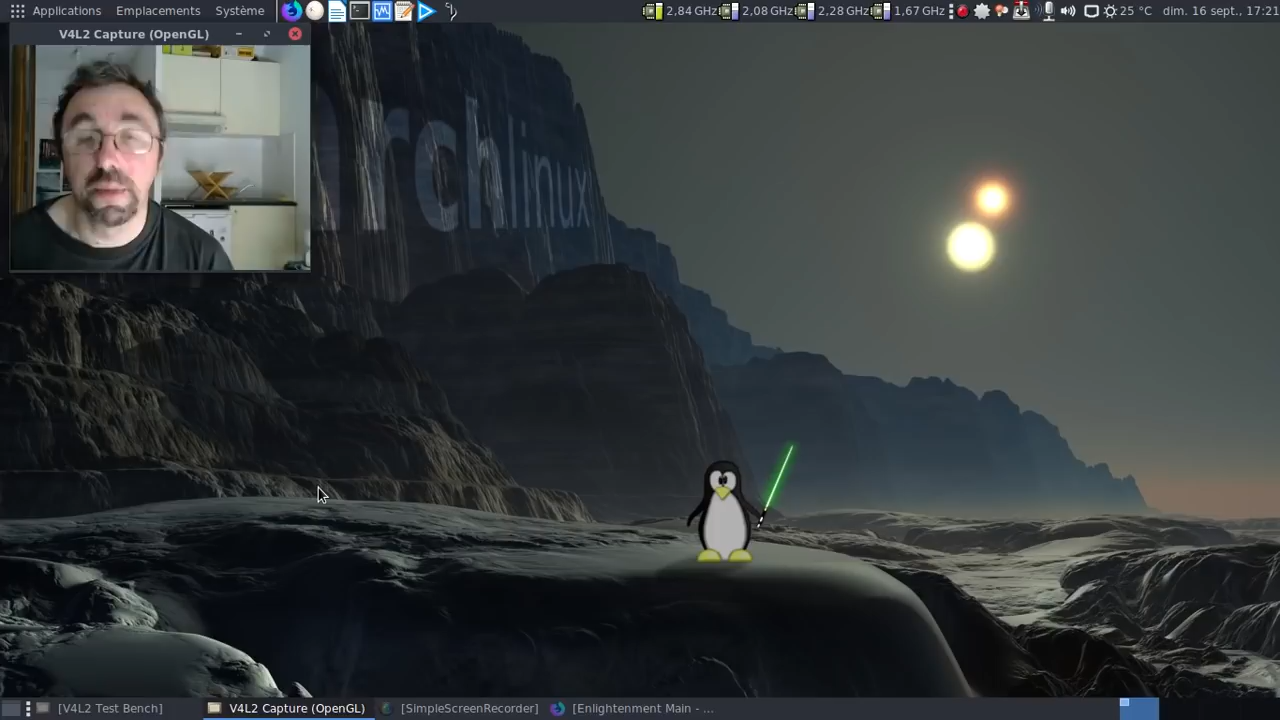 Applications Emplacements Système 2,84 GHz 2,08 GHz 2,28 GHz 1,67 GHz 25 °C dim. 16 sept., 17:21
V4L2 Capture (OpenGL)
archlinux
[V4L2 Test Bench] V4L2 Capture (OpenGL) [SimpleScreenRecorder] [Enlightenment Main - ...